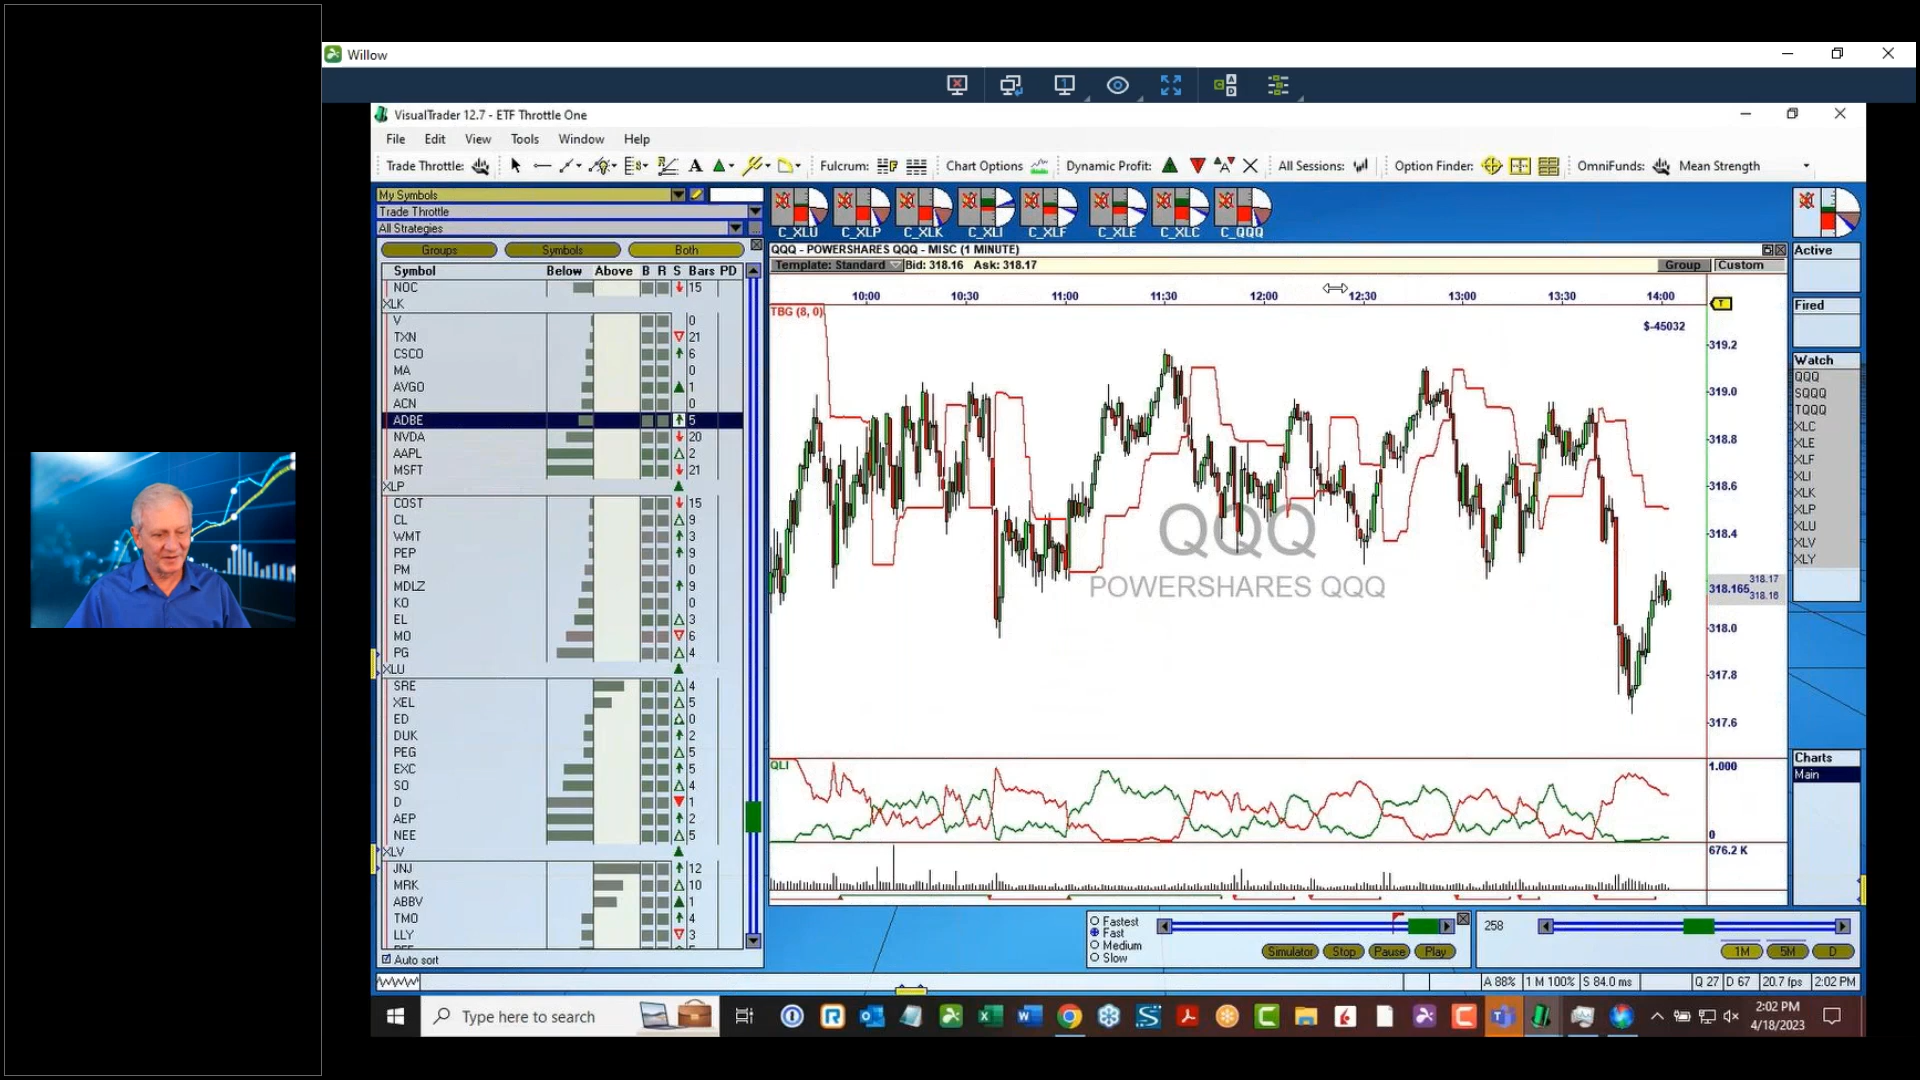 Willow
VisualTrader 12.7 - ETF Throttle One
File Edit View Tools Window Help
Trade Throttle: Fulcrum: Chart Options Dynamic Profit: All Sessions: Option Finder: OmniFunds: Mean Strength
My Symbols
Trade Throttle
All Strategies
Groups Symbols Both
Symbol Below Above B R S Bars PD
NOC 15
XLK
V 0
TXN 21
CSCO 6
MA 0
AVGO 1
ACN 0
ADBE 5
NVDA 20
AAPL 2
MSFT 21
XLP
COST 15
CL 9
WMT 3
PEP 9
PM 0
MDLZ 9
KO 0
EL 3
MO 6
PG 4
XLU
SRE 4
XEL 5
ED 0
DUK 2
PEG 5
EXC 5
SO 4
D 1
AEP 2
NEE 5
XLV
JNJ 12
MRK 10
ABBV 1
TMO 4
LLY 3
Auto sort
C_XLU C_XLP C_XLK C_XLI C_XLF C_XLE C_XLC C_QQQ
QQQ - POWERSHARES QQQ - MISC (1 MINUTE)
Template: Standard Bid: 318.16 Ask: 318.17 Group Custom
10:00 10:30 11:00 11:30 12:00 12:30 13:00 13:30 14:00
TBG (8, 0)
$-45032
319.2
319.0
318.8
318.6
318.4
318.165 318.17
318.16
318.0
317.8
317.6
QQQ
POWERSHARES QQQ
QLI
1.000
0
676.2 K
Active
Fired
Watch
QQQ
SQQQ
TQQQ
XLC
XLE
XLF
XLI
XLK
XLP
XLU
XLV
XLY
Charts
Main
Fastest
Fast
Medium
Slow
Simulator Stop Pause Play
258
1M 5M D
A 88% 1 M 100% S 84.0 ms Q 27 D 67 20.7 fps 2:02 PM
Type here to search
2:02 PM
4/18/2023